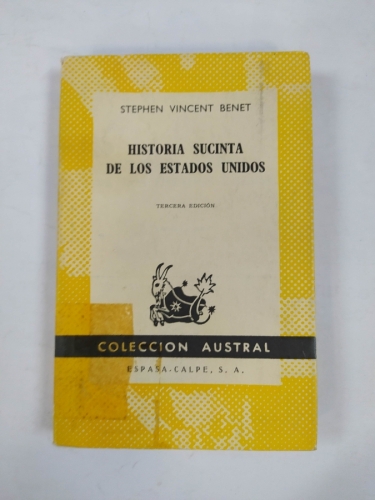 STEPHEN VINCENT BENET
HISTORIA SUCINTA
DE LOS ESTADOS UNIDOS
TERCERA EDICIÓN
COLECCION AUSTRAL
ESPASA-CALPE, S. A.